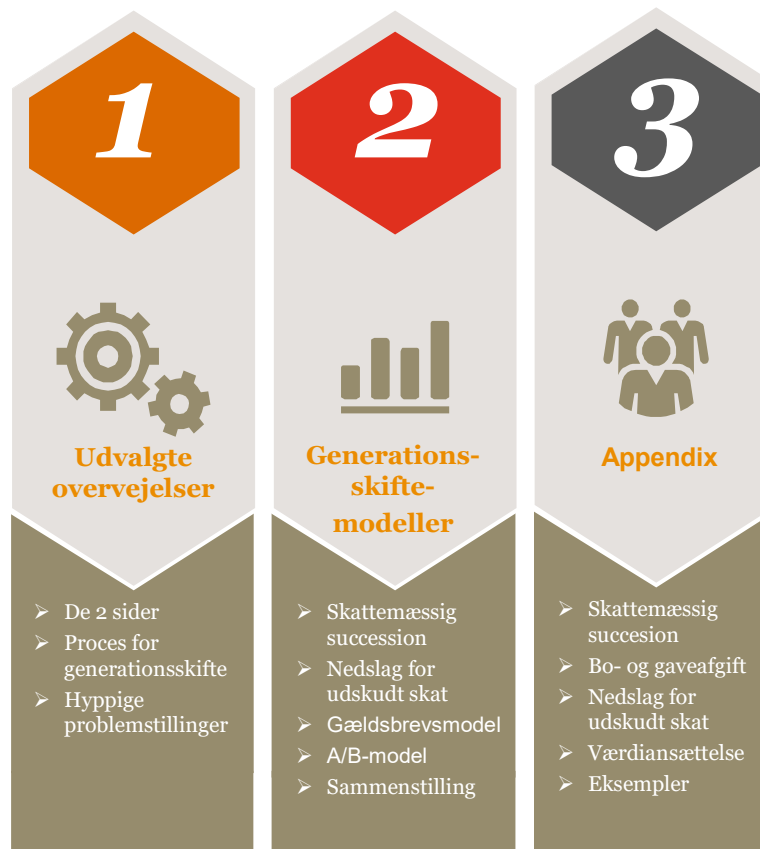 1
Udvalgte
overvejelser
De 2 sider
Proces for
generationsskifte
Hyppige
problemstillinger
2
Generations-
skifte-
modeller
Skattemæssig
succession
Nedslag for
udskudt skat
Gældsbrevsmodel
A/B-model
Sammenstilling
3
Appendix
Skattemæssig
succesion
Bo- og gaveafgift
Nedslag for
udskudt skat
Værdiansættelse
Eksempler